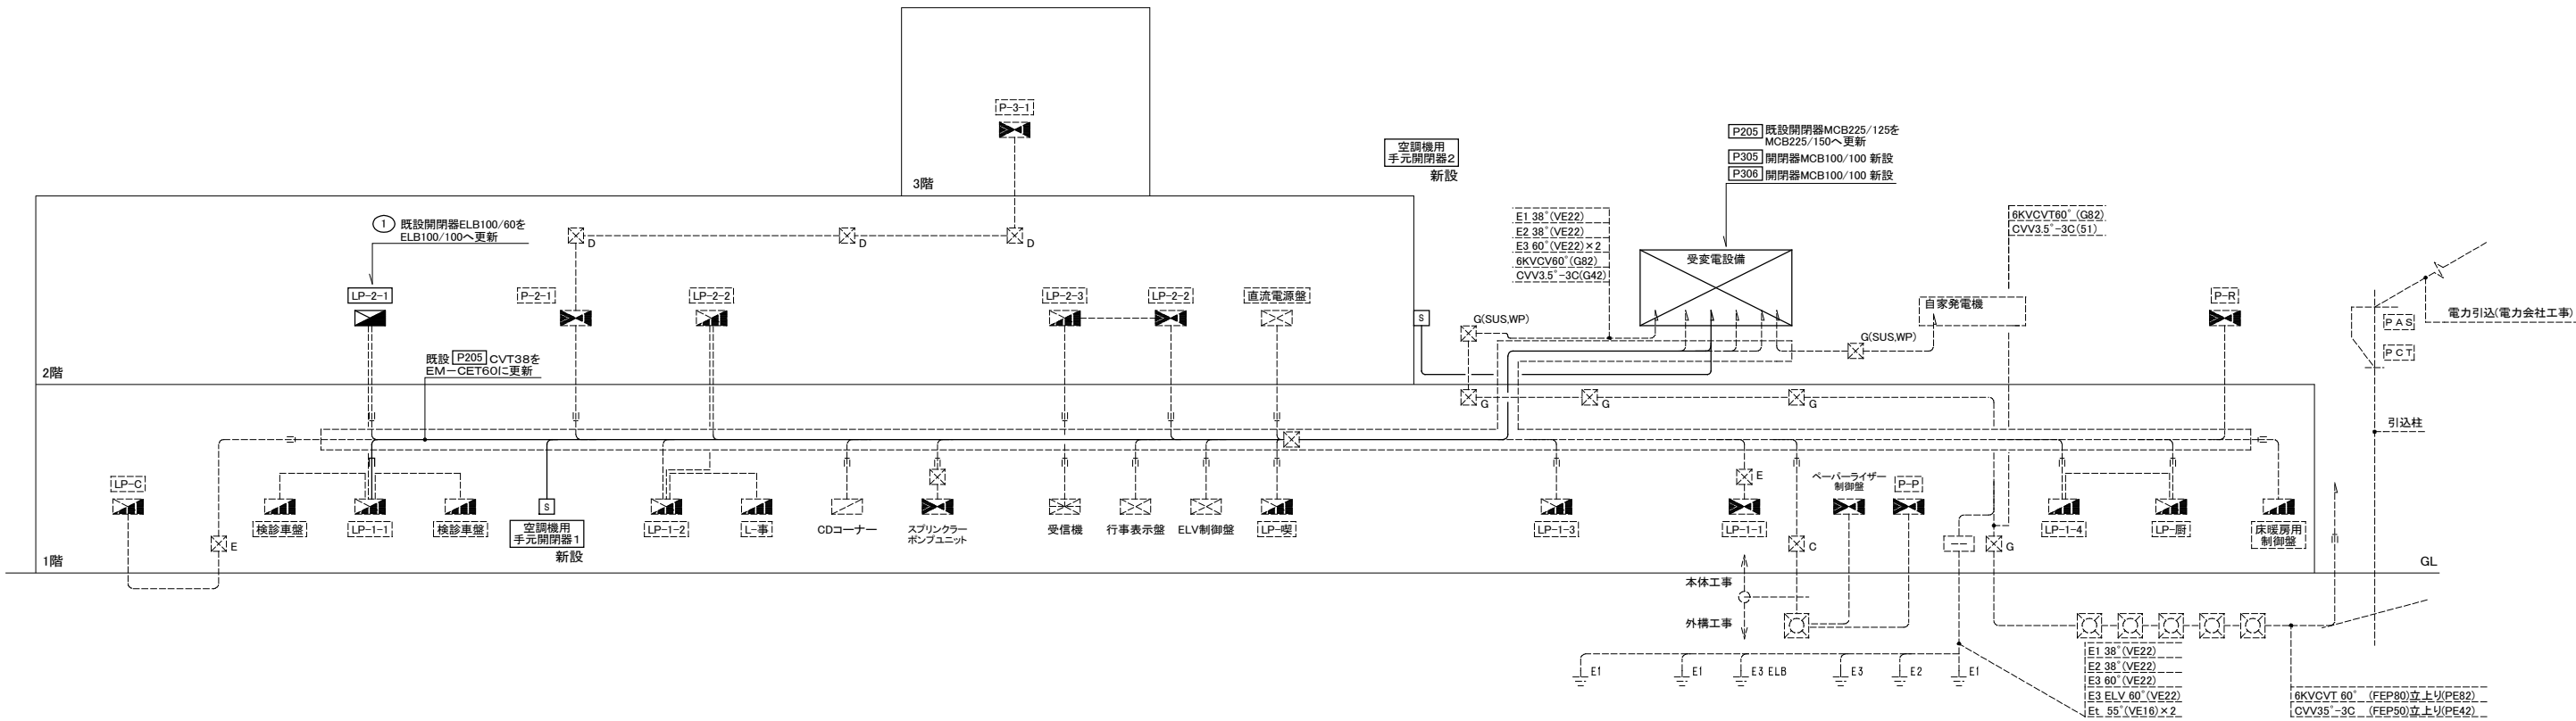 P-3-1
3階
空調機用
手元開閉器2
新設
P205 既設開閉器MCB225/125を
MCB225/150へ更新
P305 開閉器MCB100/100 新設
P306 開閉器MCB100/100 新設
1 既設開閉器ELB100/60を
ELB100/100へ更新
D
D
D
E1 38°(VE22)
E2 38°(VE22)
E3 60°(VE22)×2
6KVCV60°(G82)
CVV3.5°-3C(G42)
受変電設備
6KVCVT60°(G82)
CVV3.5°-3C(51)
LP-2-1
P-2-1
LP-2-2
LP-2-3
LP-2-2
直流電源盤
S
G(SUS,WP)
自家発電機
G(SUS,WP)
P-R
PAS
PCT
電力引込(電力会社工事)
既設 P205 CVT38を
EM-CET60に更新
2階
G
G
G
引込柱
LP-C
E
検診車盤
LP-1-1
検診車盤
S
空調機用
手元開閉器1
新設
LP-1-2
L-事
CDコーナー
スプリンクラー
ポンプユニット
受信機
行事表示盤
ELV制御盤
LP-喫
LP-1-3
E
LP-1-1
C
ペーパーライザー
制御盤
P-P
G
LP-1-4
LP-厨
床暖房用
制御盤
1階
GL
本体工事
外構工事
E1
E1
E3 ELB
E3
E2
E1
E1 38°(VE22)
E2 38°(VE22)
E3 60°(VE22)
E3 ELV 60°(VE22)
Et 55°(VE16)×2
6KVCVT 60° (FEP80)立上り(PE82)
CVV35°-3C (FEP50)立上り(PE42)